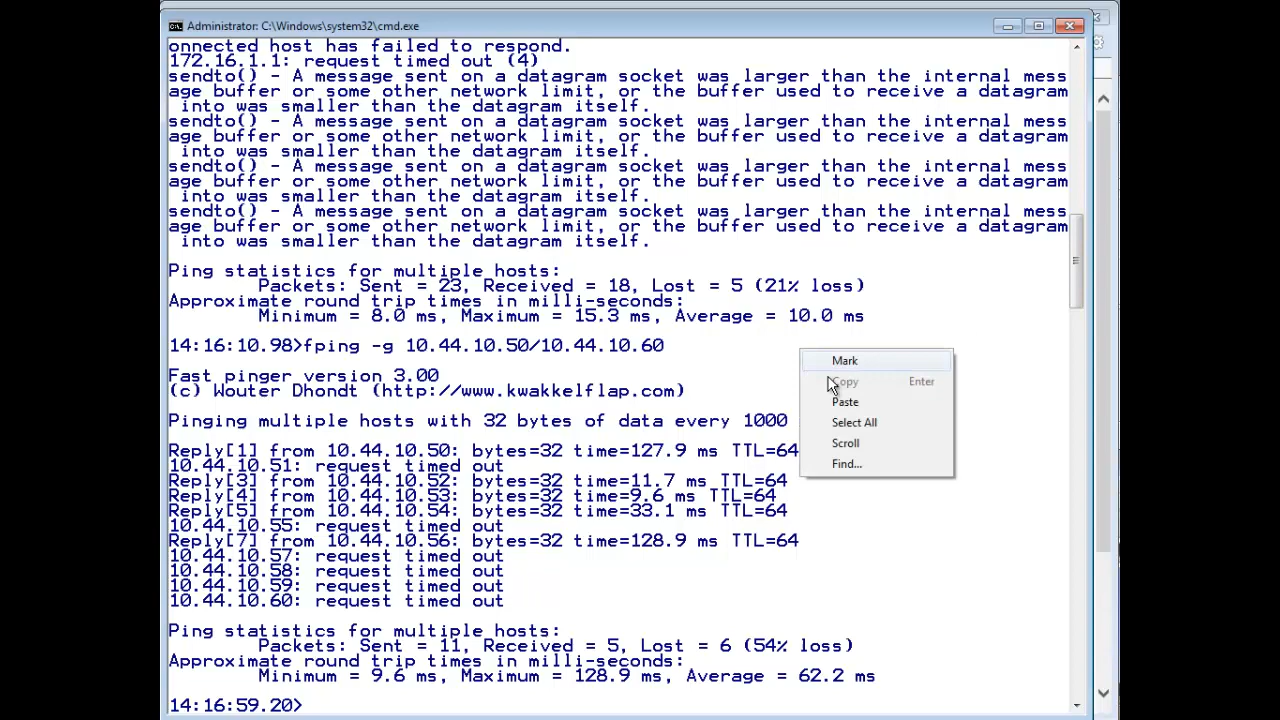 Administrator: C:\Windows\system32\cmd.exe
onnected host has failed to respond.
172.16.1.1: request timed out (4)
sendto() - A message sent on a datagram socket was larger than the internal mess
age buffer or some other network limit, or the buffer used to receive a datagram
 into was smaller than the datagram itself.
sendto() - A message sent on a datagram socket was larger than the internal mess
age buffer or some other network limit, or the buffer used to receive a datagram
 into was smaller than the datagram itself.
sendto() - A message sent on a datagram socket was larger than the internal mess
age buffer or some other network limit, or the buffer used to receive a datagram
 into was smaller than the datagram itself.
sendto() - A message sent on a datagram socket was larger than the internal mess
age buffer or some other network limit, or the buffer used to receive a datagram
 into was smaller than the datagram itself.
Ping statistics for multiple hosts:
        Packets: Sent = 23, Received = 18, Lost = 5 (21% loss)
Approximate round trip times in milli-seconds:
        Minimum = 8.0 ms, Maximum = 15.3 ms, Average = 10.0 ms
14:16:10.98>fping -g 10.44.10.50/10.44.10.60
Fast pinger version 3.00
(c) Wouter Dhondt (http://www.kwakkelflap.com)
Pinging multiple hosts with 32 bytes of data every 1000
Reply[1] from 10.44.10.50: bytes=32 time=127.9 ms TTL=64
10.44.10.51: request timed out
Reply[3] from 10.44.10.52: bytes=32 time=11.7 ms TTL=64
Reply[4] from 10.44.10.53: bytes=32 time=9.6 ms TTL=64
Reply[5] from 10.44.10.54: bytes=32 time=33.1 ms TTL=64
10.44.10.55: request timed out
Reply[7] from 10.44.10.56: bytes=32 time=128.9 ms TTL=64
10.44.10.57: request timed out
10.44.10.58: request timed out
10.44.10.59: request timed out
10.44.10.60: request timed out
Ping statistics for multiple hosts:
        Packets: Sent = 11, Received = 5, Lost = 6 (54% loss)
Approximate round trip times in milli-seconds:
        Minimum = 9.6 ms, Maximum = 128.9 ms, Average = 62.2 ms
14:16:59.20>
Mark
Copy Enter
Paste
Select All
Scroll
Find...